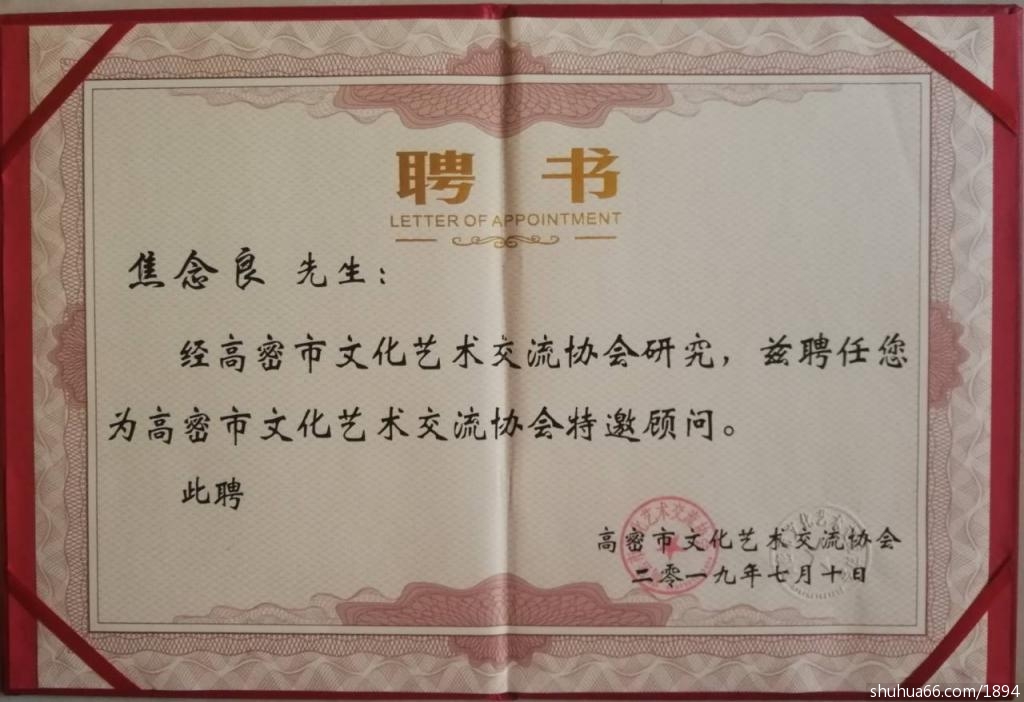 聘 书
LETTER OF APPOINTMENT
焦念良 先生：
经高密市文化艺术交流协会研究，兹聘任您
为高密市文化艺术交流协会特邀顾问。
此聘
高密市文化艺术交流协会
二零一九年七月十日
shuhua66.com/1894